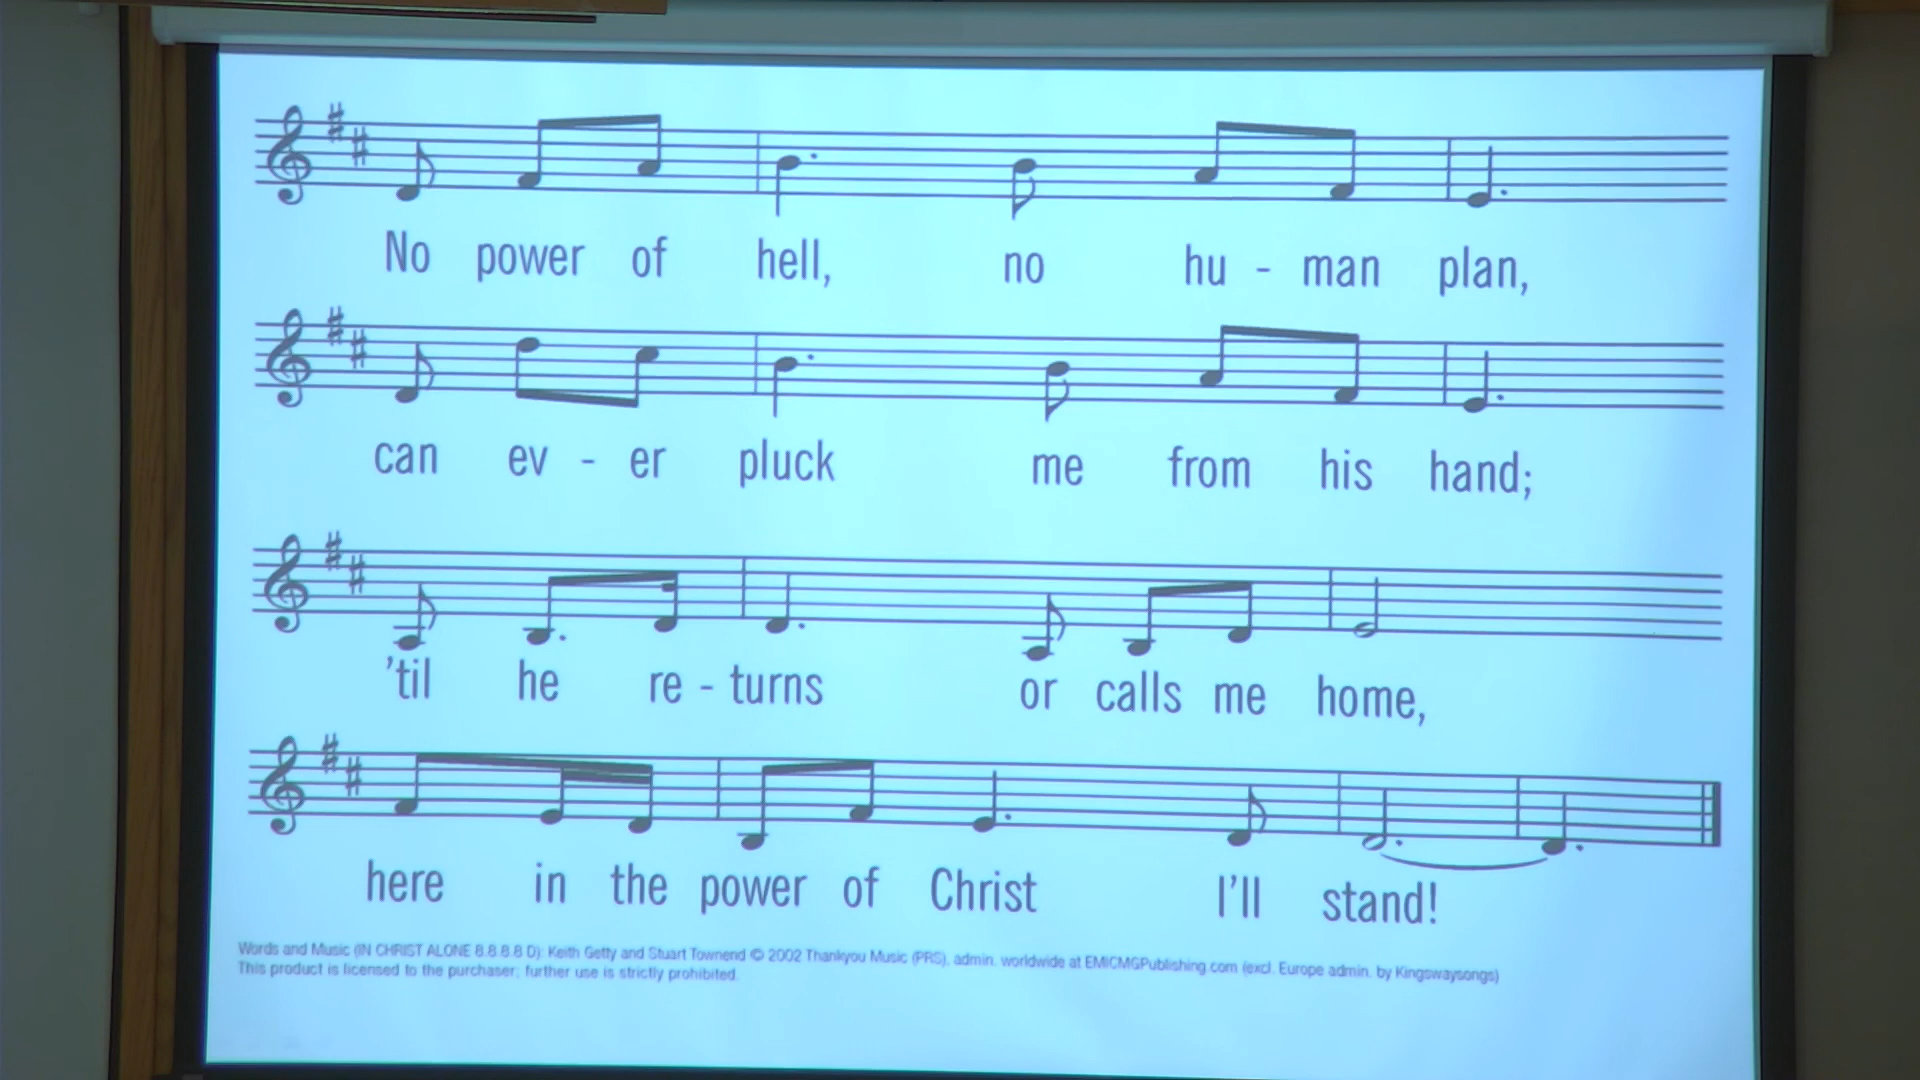 No power of hell, no hu - man plan,
can ev - er pluck me from his hand;
'til he re - turns or calls me home,
here in the power of Christ I'll stand!
Words and Music (IN CHRIST ALONE 8.8.8.8 D): Keith Getty and Stuart Townend © 2002 Thankyou Music (PRS), admin. worldwide at EMICMGPublishing.com (excl. Europe admin. by Kingswaysongs)
This product is licensed to the purchaser; further use is strictly prohibited.